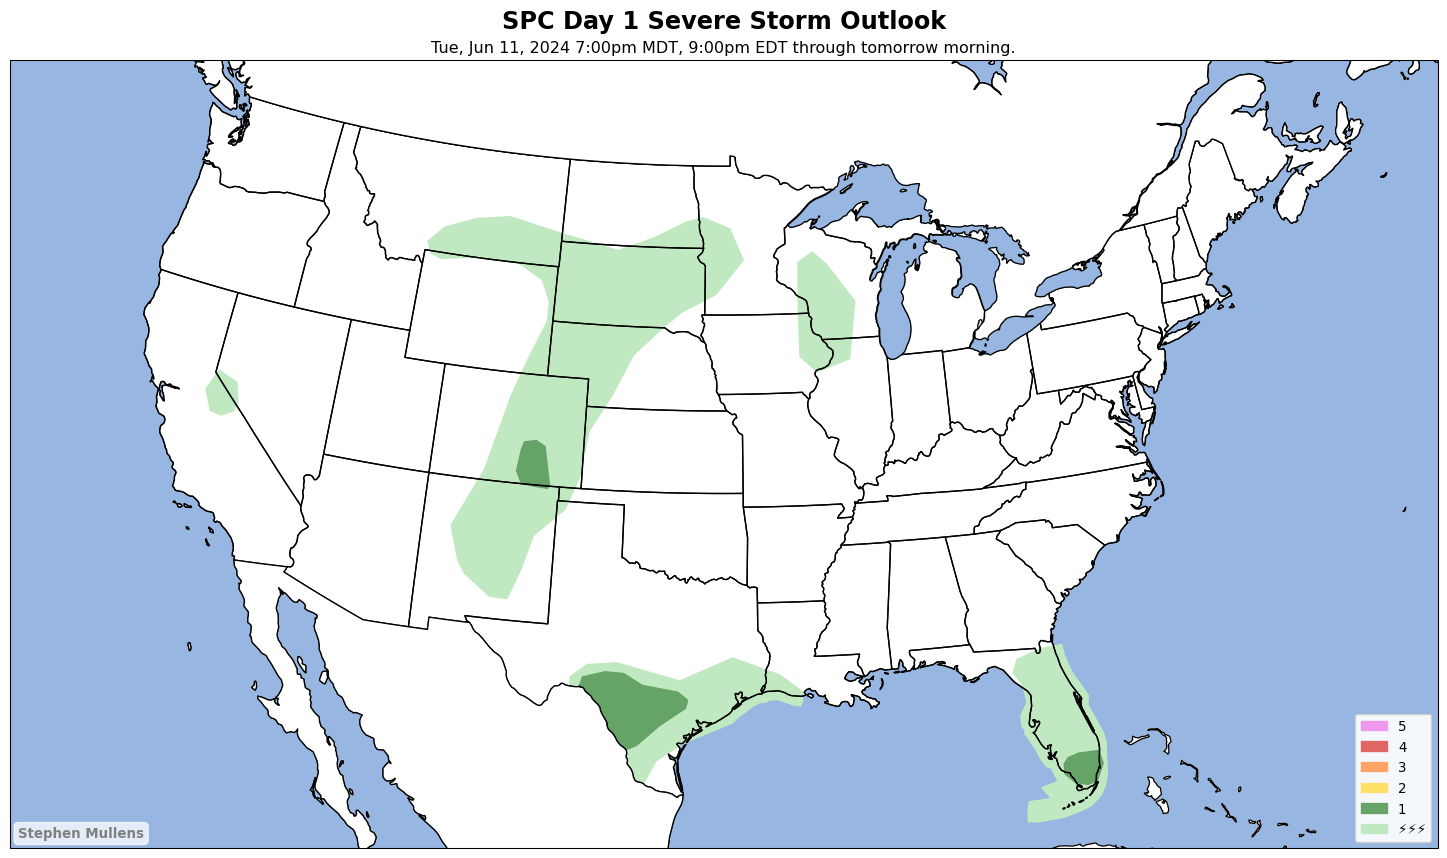 SPC Day 1 Severe Storm Outlook
Tue, Jun 11, 2024 7:00pm MDT, 9:00pm EDT through tomorrow morning.
5
4
3
2
1
⚡⚡⚡
Stephen Mullens